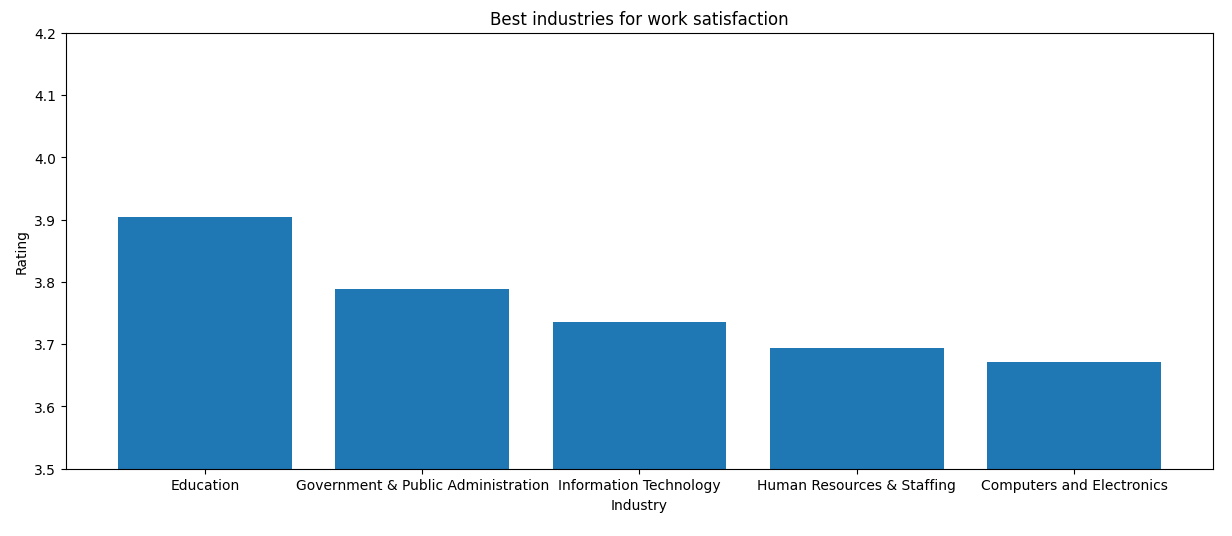 Best industries for work satisfaction
4.2
4.1
4.0
3.9
3.8
3.7
3.6
3.5
Rating
Education
Government & Public Administration
Information Technology
Human Resources & Staffing
Computers and Electronics
Industry